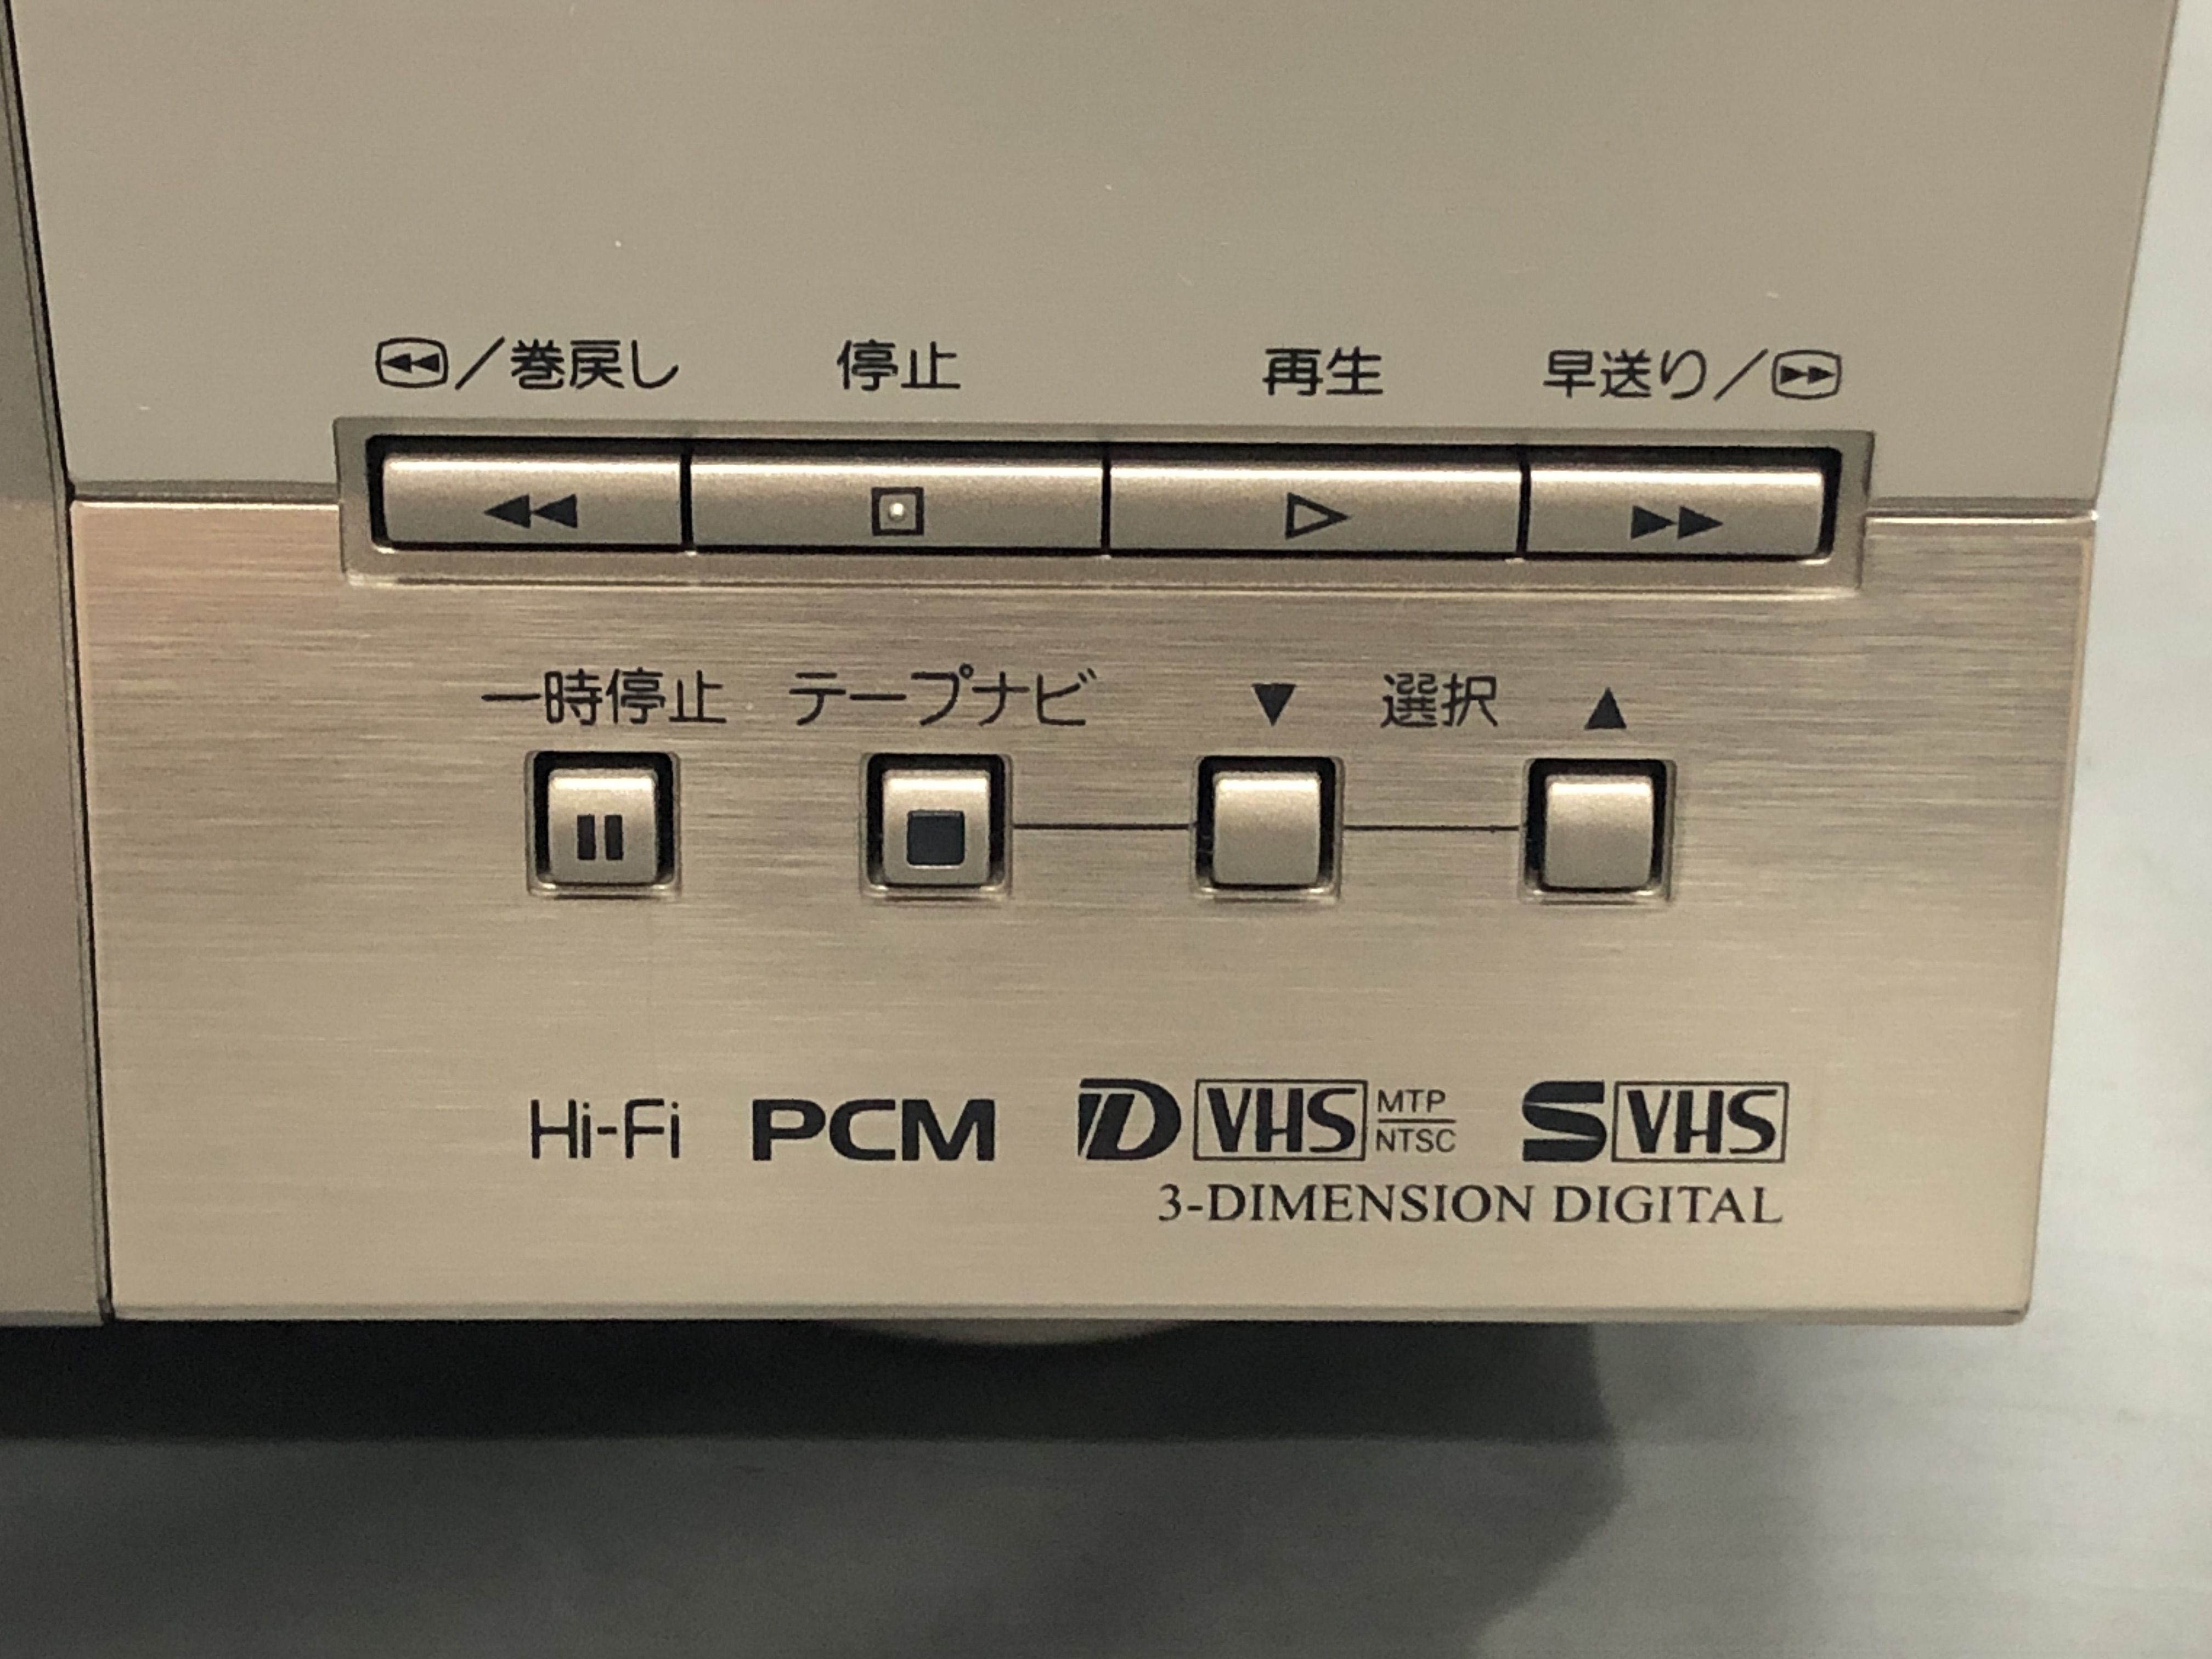 ⏪/巻戻し 停止 再生 早送り/⏩
一時停止 テープナビ ▼ 選択 ▲
Hi-Fi PCM D VHS MTP NTSC S VHS
3-DIMENSION DIGITAL